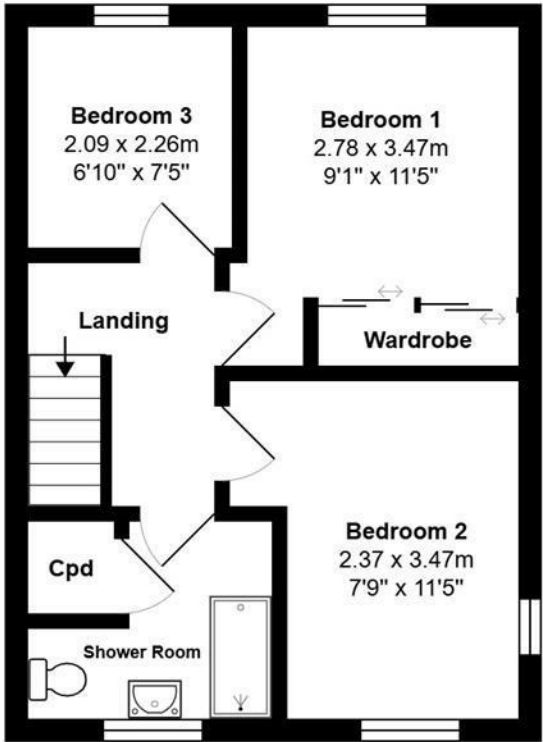 Bedroom 3
2.09 x 2.26m
6'10" x 7'5"
Bedroom 1
2.78 x 3.47m
9'1" x 11'5"
Landing
Wardrobe
Bedroom 2
2.37 x 3.47m
7'9" x 11'5"
Cpd
Shower Room